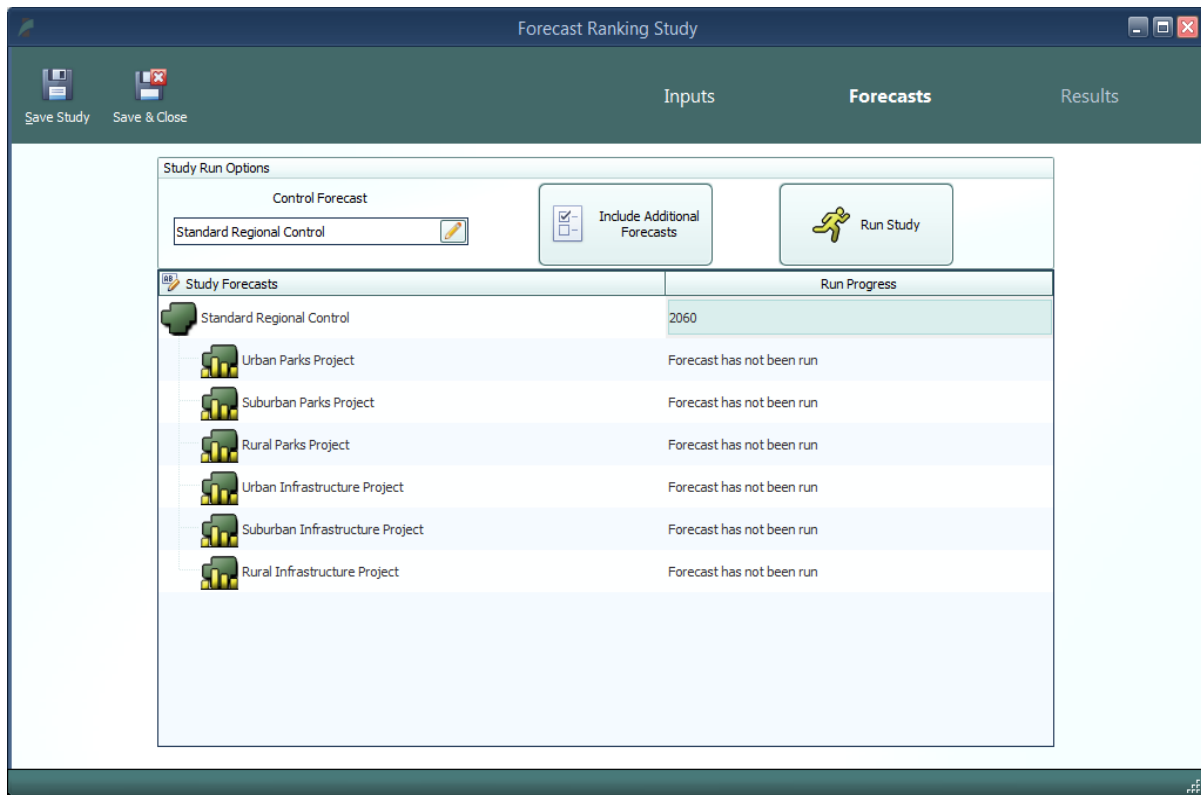 Forecast Ranking Study
Save Study
Save & Close
Inputs
Forecasts
Results
Study Run Options
Control Forecast
Standard Regional Control
Include Additional
Forecasts
Run Study
Study Forecasts
Run Progress
Standard Regional Control
2060
Urban Parks Project
Forecast has not been run
Suburban Parks Project
Forecast has not been run
Rural Parks Project
Forecast has not been run
Urban Infrastructure Project
Forecast has not been run
Suburban Infrastructure Project
Forecast has not been run
Rural Infrastructure Project
Forecast has not been run